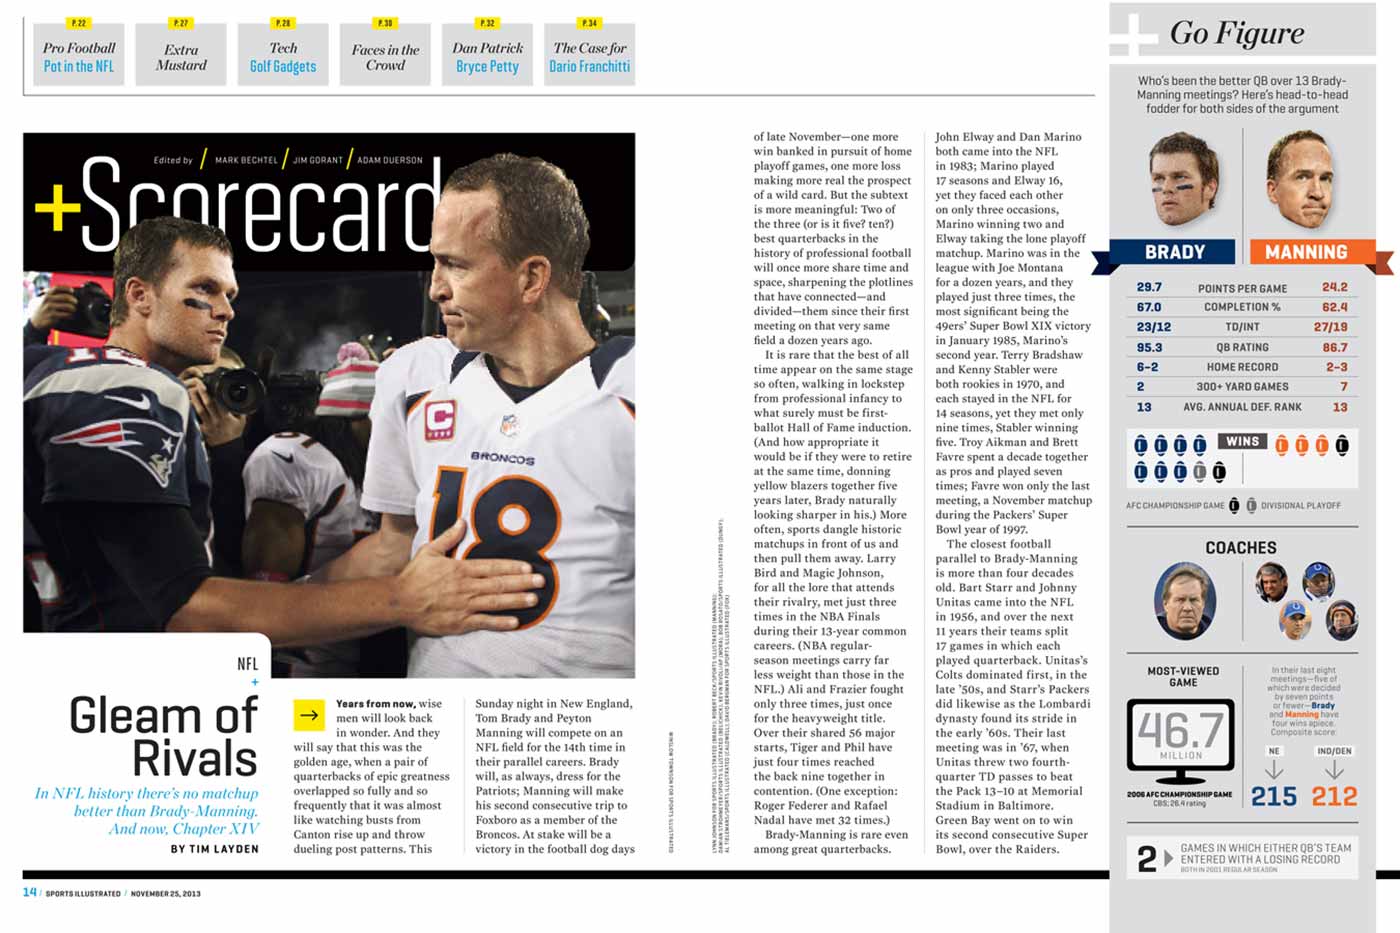 P.22
Pro Football
Pot in the NFL
P.27
Extra
Mustard
P.28
Tech
Golf Gadgets
P.30
Faces in the
Crowd
P.32
Dan Patrick
Bryce Petty
P.34
The Case for
Dario Franchitti
Edited by / MARK BECHTEL / JIM GORANT / ADAM DUERSON
+Scorecard
BRONCOS
18
NFL
+
Gleam of
Rivals
In NFL history there's no matchup
better than Brady-Manning.
And now, Chapter XIV
BY TIM LAYDEN
Years from now, wise
men will look back
in wonder. And they
will say that this was the
golden age, when a pair of
quarterbacks of epic greatness
overlapped so fully and so
frequently that it was almost
like watching busts from
Canton rise up and throw
dueling post patterns. This
Sunday night in New England,
Tom Brady and Peyton
Manning will compete on an
NFL field for the 14th time in
their parallel careers. Brady
will, as always, dress for the
Patriots; Manning will make
his second consecutive trip to
Foxboro as a member of the
Broncos. At stake will be a
victory in the football dog days
WINSLOW TOWNSON FOR SPORTS ILLUSTRATED
of late November—one more
win banked in pursuit of home
playoff games, one more loss
making more real the prospect
of a wild card. But the subtext
is more meaningful: Two of
the three (or is it five? ten?)
best quarterbacks in the
history of professional football
will once more share time and
space, sharpening the plotlines
that have connected—and
divided—them since their first
meeting on that very same
field a dozen years ago.
It is rare that the best of all
time appear on the same stage
so often, walking in lockstep
from professional infancy to
what surely must be first-
ballot Hall of Fame induction.
(And how appropriate it
would be if they were to retire
at the same time, donning
yellow blazers together five
years later, Brady naturally
looking sharper in his.) More
often, sports dangle historic
matchups in front of us and
then pull them away. Larry
Bird and Magic Johnson,
for all the lore that attends
their rivalry, met just three
times in the NBA Finals
during their 13-year common
careers. (NBA regular-
season meetings carry far
less weight than those in the
NFL.) Ali and Frazier fought
only three times, just once
for the heavyweight title.
Over their shared 56 major
starts, Tiger and Phil have
just four times reached
the back nine together in
contention. (One exception:
Roger Federer and Rafael
Nadal have met 32 times.)
Brady-Manning is rare even
among great quarterbacks.
John Elway and Dan Marino
both came into the NFL
in 1983; Marino played
17 seasons and Elway 16,
yet they faced each other
on only three occasions,
Marino winning two and
Elway taking the lone playoff
matchup. Marino was in the
league with Joe Montana
for a dozen years, and they
played just three times, the
most significant being the
49ers' Super Bowl XIX victory
in January 1985, Marino's
second year. Terry Bradshaw
and Kenny Stabler were
both rookies in 1970, and
each stayed in the NFL for
14 seasons, yet they met only
nine times, Stabler winning
five. Troy Aikman and Brett
Favre spent a decade together
as pros and played seven
times; Favre won only the last
meeting, a November matchup
during the Packers' Super
Bowl year of 1997.
The closest football
parallel to Brady-Manning
is more than four decades
old. Bart Starr and Johnny
Unitas came into the NFL
in 1956, and over the next
11 years their teams split
17 games in which each
played quarterback. Unitas's
Colts dominated first, in the
late '50s, and Starr's Packers
did likewise as the Lombardi
dynasty found its stride in
the early '60s. Their last
meeting was in '67, when
Unitas threw two fourth-
quarter TD passes to beat
the Pack 13–10 at Memorial
Stadium in Baltimore.
Green Bay went on to win
its second consecutive Super
Bowl, over the Raiders.
Go Figure
Who's been the better QB over 13 Brady-
Manning meetings? Here's head-to-head
fodder for both sides of the argument
BRADY
MANNING
29.7 POINTS PER GAME 24.2
67.0 COMPLETION % 62.4
23/12 TD/INT 27/19
95.3 QB RATING 86.7
6–2 HOME RECORD 2–3
2 300+ YARD GAMES 7
13 AVG. ANNUAL DEF. RANK 13
WINS
AFC CHAMPIONSHIP GAME DIVISIONAL PLAYOFF
COACHES
MOST-VIEWED
GAME
46.7
MILLION
2006 AFC CHAMPIONSHIP GAME
CBS; 26.4 rating
In their last eight
meetings—five of
which were decided
by seven points
or fewer—Brady
and Manning have
four wins apiece.
Composite score:
NE
IND/DEN
215
212
2
GAMES IN WHICH EITHER QB'S TEAM
ENTERED WITH A LOSING RECORD
BOTH IN 2001 REGULAR SEASON
14 / SPORTS ILLUSTRATED / NOVEMBER 25, 2013